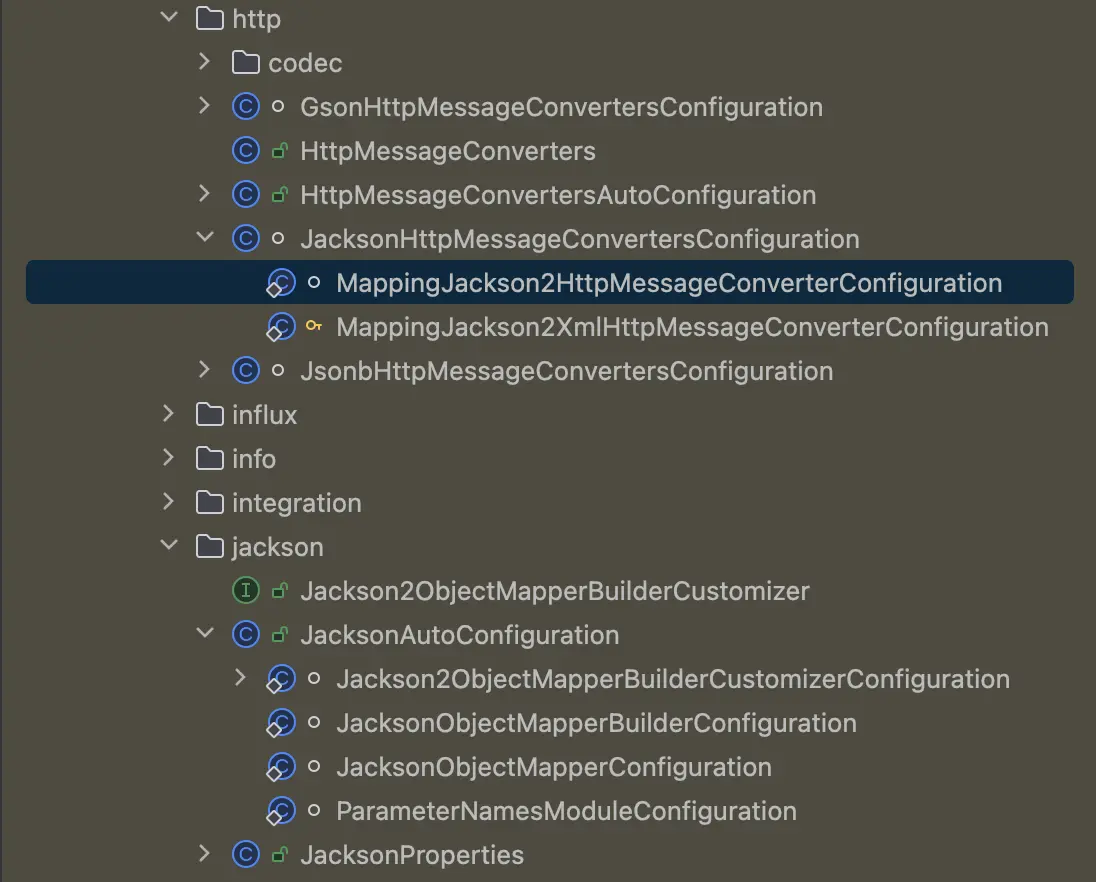 http
codec
GsonHttpMessageConvertersConfiguration
HttpMessageConverters
HttpMessageConvertersAutoConfiguration
JacksonHttpMessageConvertersConfiguration
MappingJackson2HttpMessageConverterConfiguration
MappingJackson2XmlHttpMessageConverterConfiguration
JsonbHttpMessageConvertersConfiguration
influx
info
integration
jackson
Jackson2ObjectMapperBuilderCustomizer
JacksonAutoConfiguration
Jackson2ObjectMapperBuilderCustomizerConfiguration
JacksonObjectMapperBuilderConfiguration
JacksonObjectMapperConfiguration
ParameterNamesModuleConfiguration
JacksonProperties